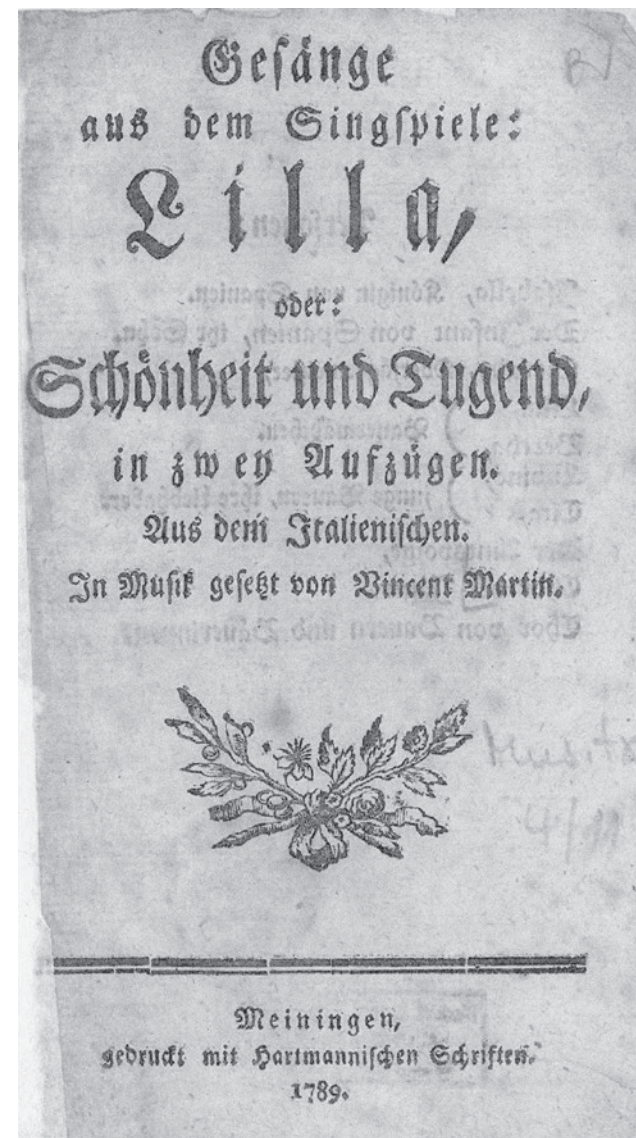 Gesänge
aus dem Singspiele:
Lilla,
oder:
Schönheit und Tugend,
in zwey Aufzügen.
Aus dem Italienischen.
In Musik gesetzt von Vincent Martin.
Meiningen,
gedruckt mit Hartmannischen Schriften.
1789.